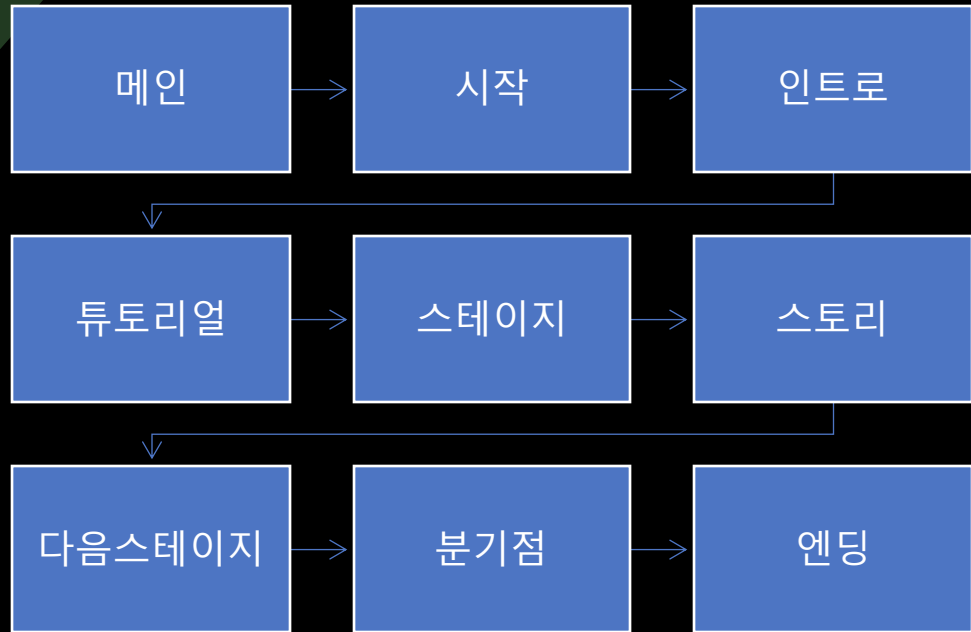 메인
시작
인트로
튜토리얼
스테이지
스토리
다음스테이지
분기점
엔딩